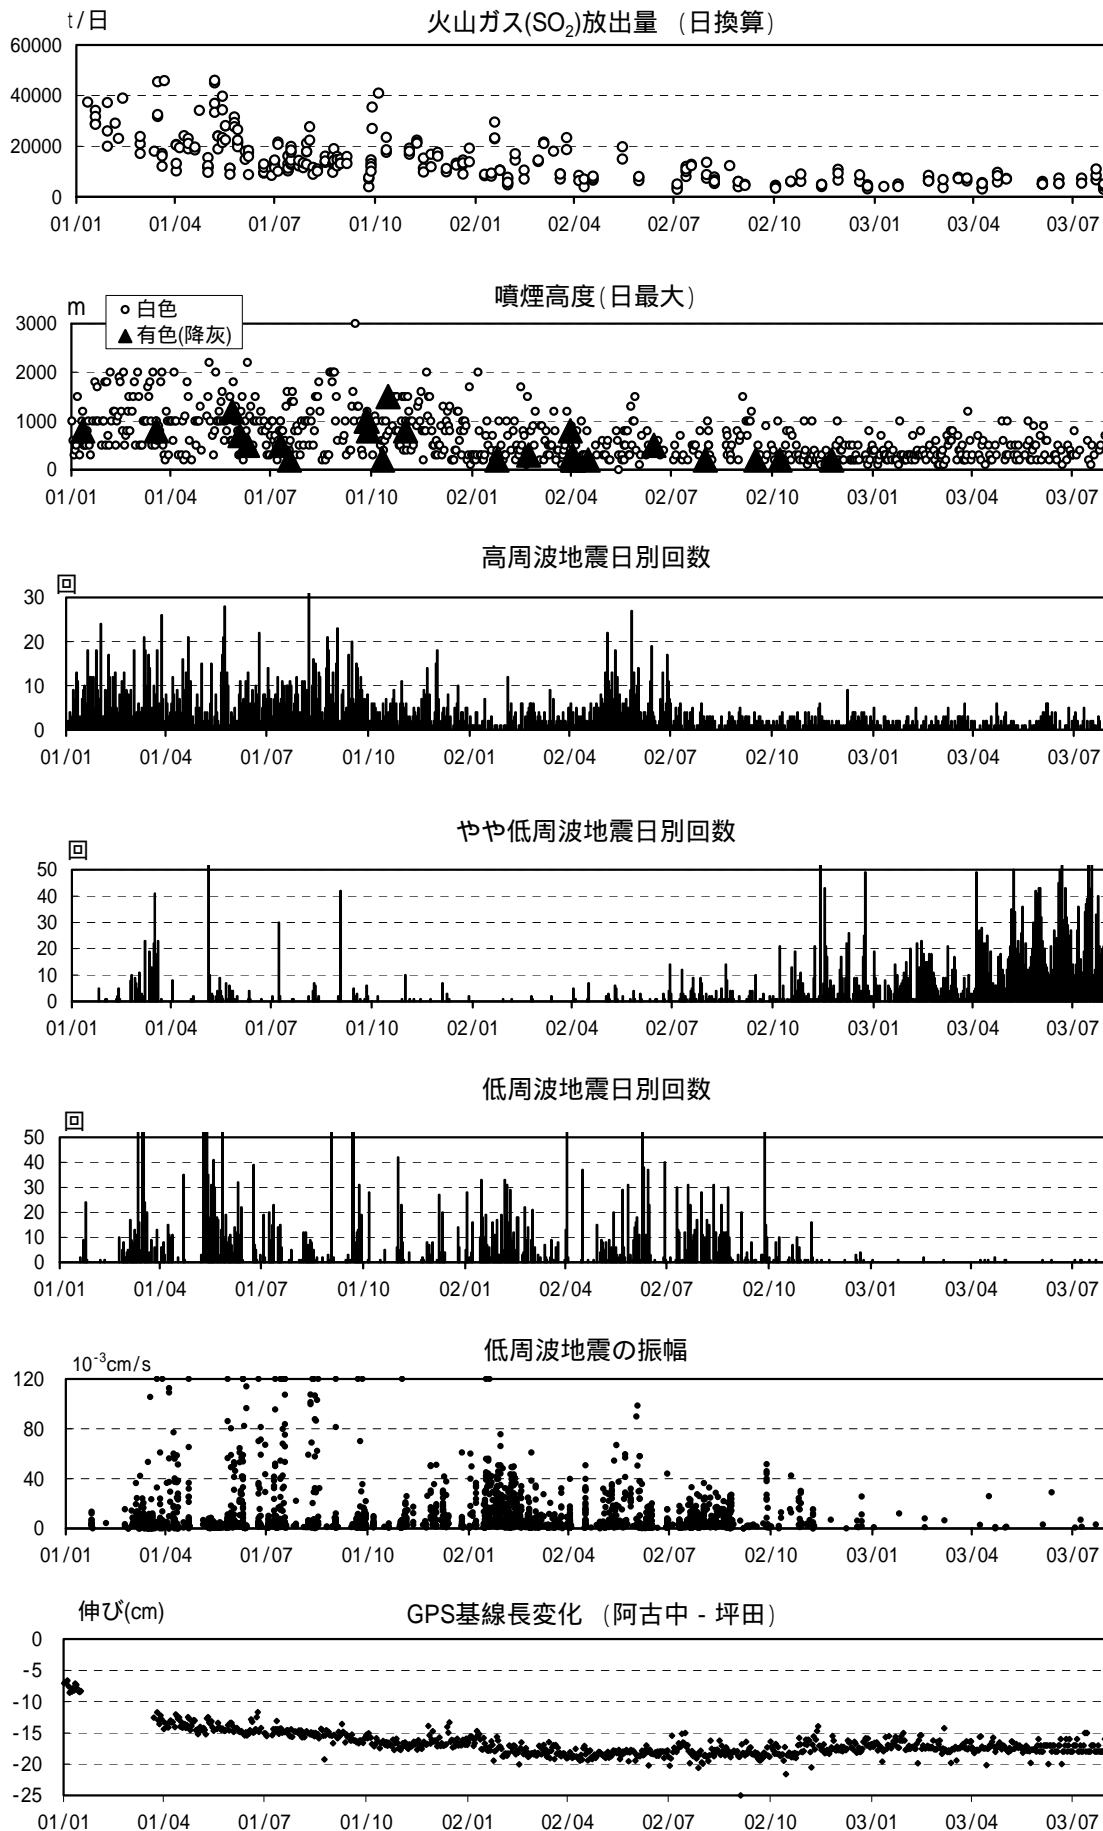 t/日
火山ガス(SO₂)放出量 (日換算)
60000
40000
20000
0
01/01 01/04 01/07 01/10 02/01 02/04 02/07 02/10 03/01 03/04 03/07
m
噴煙高度(日最大)
白色
有色(降灰)
3000
2000
1000
0
01/01 01/04 01/07 01/10 02/01 02/04 02/07 02/10 03/01 03/04 03/07
高周波地震日別回数
回
30
20
10
0
01/01 01/04 01/07 01/10 02/01 02/04 02/07 02/10 03/01 03/04 03/07
やや低周波地震日別回数
回
50
40
30
20
10
0
01/01 01/04 01/07 01/10 02/01 02/04 02/07 02/10 03/01 03/04 03/07
低周波地震日別回数
回
50
40
30
20
10
0
01/01 01/04 01/07 01/10 02/01 02/04 02/07 02/10 03/01 03/04 03/07
低周波地震の振幅
10⁻³cm/s
120
80
40
0
01/01 01/04 01/07 01/10 02/01 02/04 02/07 02/10 03/01 03/04 03/07
伸び(cm)
GPS基線長変化 (阿古中 - 坪田)
0
-5
-10
-15
-20
-25
01/01 01/04 01/07 01/10 02/01 02/04 02/07 02/10 03/01 03/04 03/07